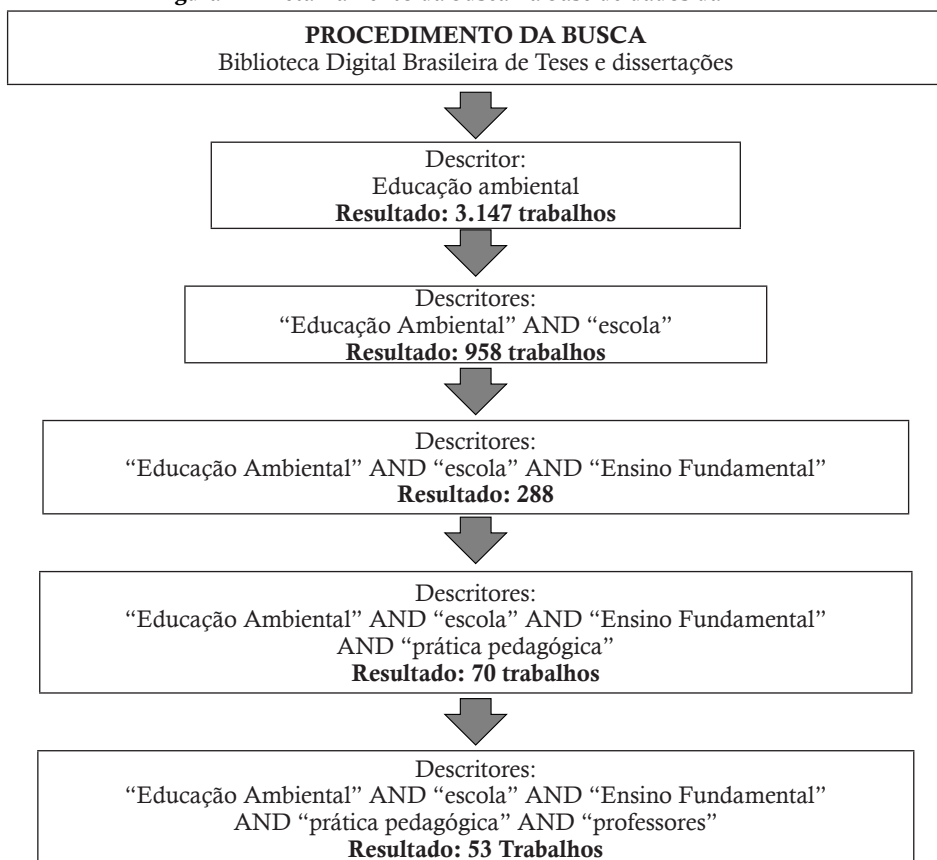 PROCEDIMENTO DA BUSCA
Biblioteca Digital Brasileira de Teses e dissertações
Descritor:
Educação ambiental
Resultado: 3.147 trabalhos
Descritores:
“Educação Ambiental” AND “escola”
Resultado: 958 trabalhos
Descritores:
“Educação Ambiental” AND “escola” AND “Ensino Fundamental”
Resultado: 288
Descritores:
“Educação Ambiental” AND “escola” AND “Ensino Fundamental”
AND “prática pedagógica”
Resultado: 70 trabalhos
Descritores:
“Educação Ambiental” AND “escola” AND “Ensino Fundamental”
AND “prática pedagógica” AND “professores”
Resultado: 53 Trabalhos